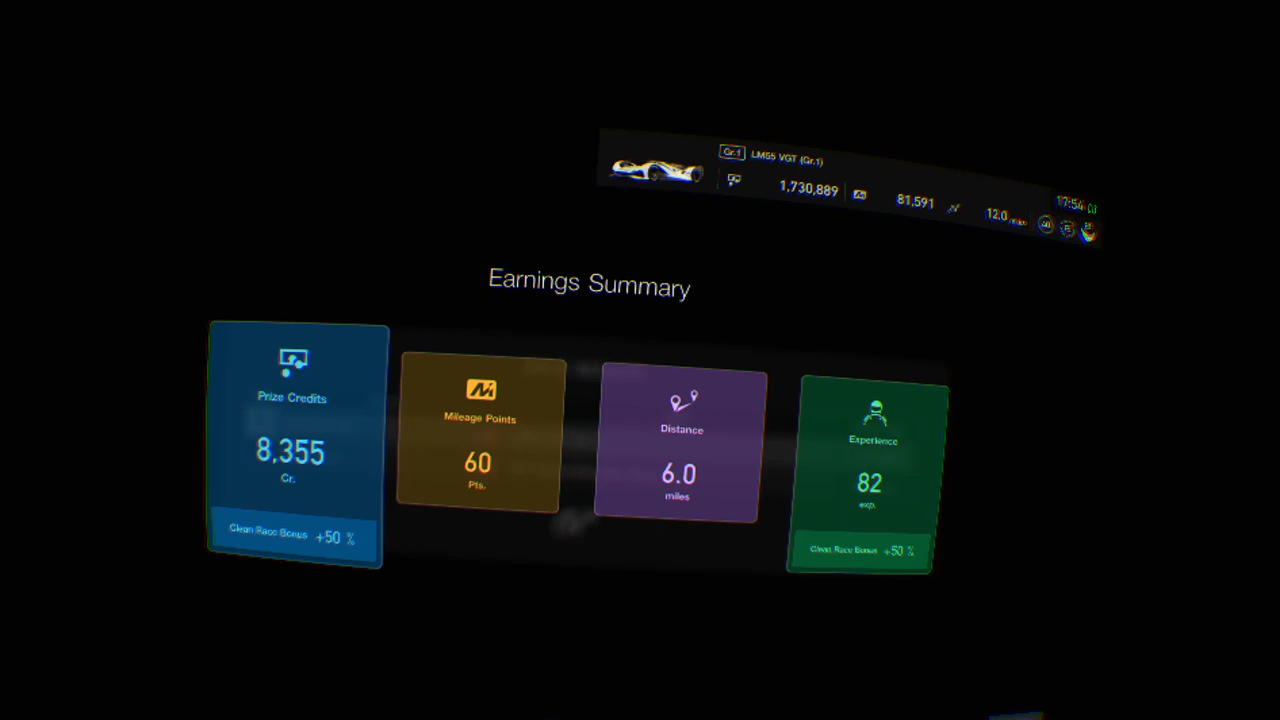 Gr.1 LM55 VGT (Gr.1)
1,730,889 81,591 12.0
17:54
Earnings Summary
Prize Credits
8,355
Cr.
Clean Race Bonus +50 %
Mileage Points
60
Pts.
Distance
6.0
miles
Experience
82
exp.
Clean Race Bonus +50 %